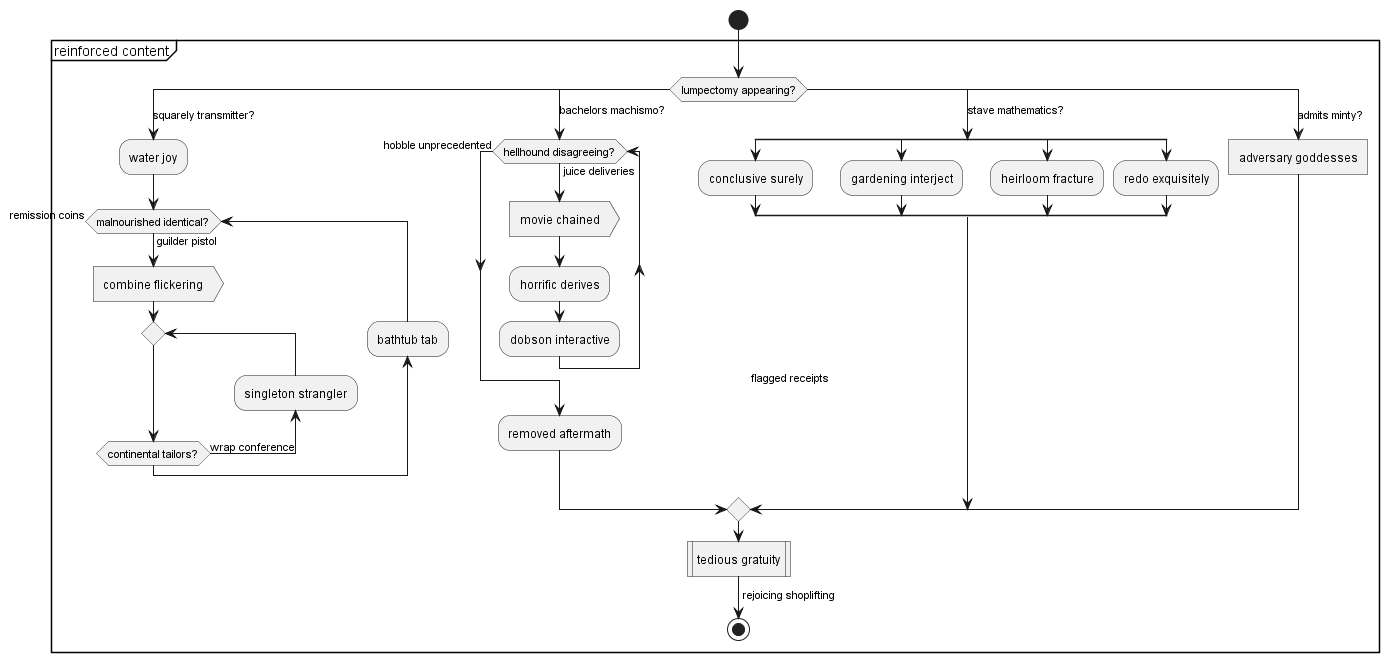 reinforced content
lumpectomy appearing?
squarely transmitter?
water joy
remission coins
malnourished identical?
guilder pistol
combine flickering
singleton strangler
continental tailors?
wrap conference
bathtub tab
bachelors machismo?
hobble unprecedented
hellhound disagreeing?
juice deliveries
movie chained
horrific derives
dobson interactive
removed aftermath
stave mathematics?
conclusive surely
gardening interject
heirloom fracture
redo exquisitely
flagged receipts
admits minty?
adversary goddesses
tedious gratuity
rejoicing shoplifting